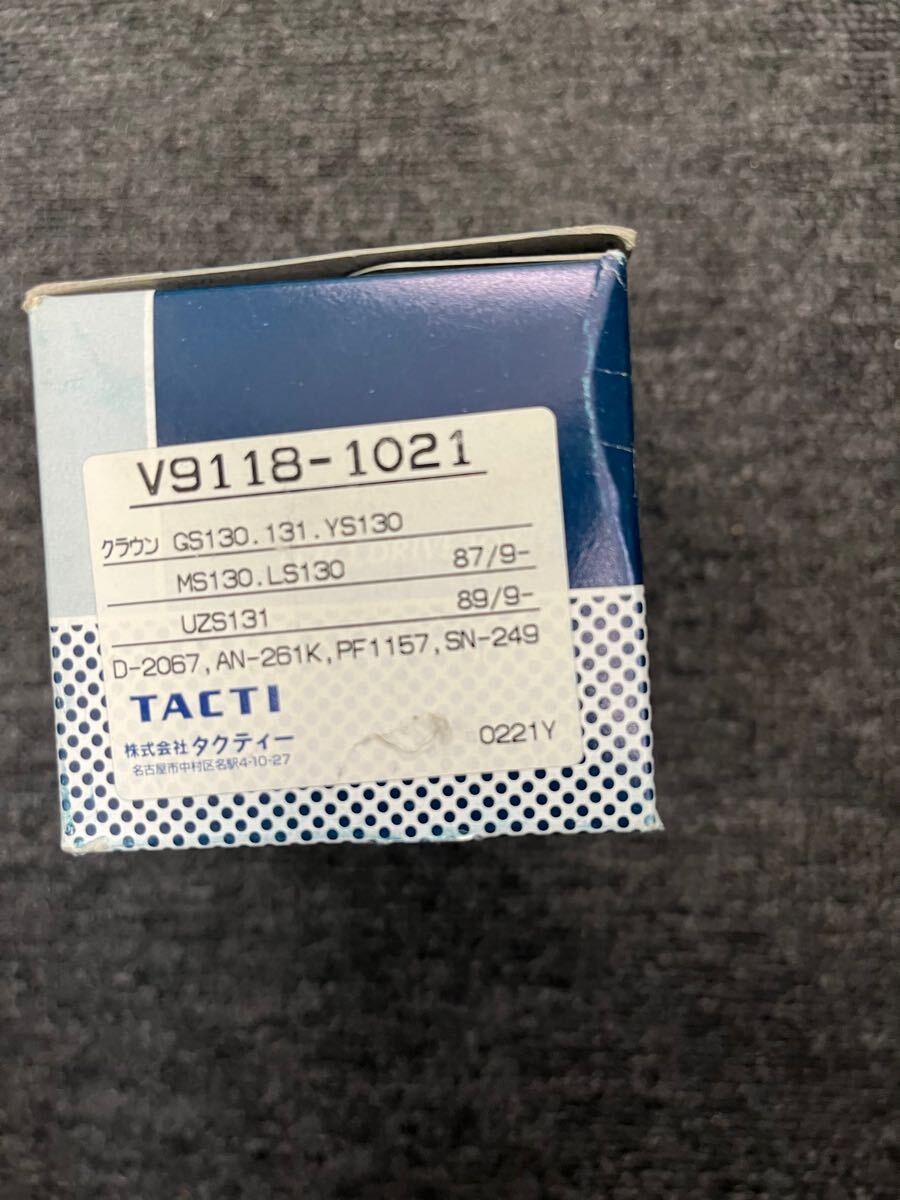 V9118-1021
クラウン GS130.131.YS130
MS130.LS130 87/9-
UZS131 89/9-
D-2067,AN-261K,PF1157,SN-249
TACTI
株式会社 タクティー
名古屋市中村区名駅4-10-27
0221Y